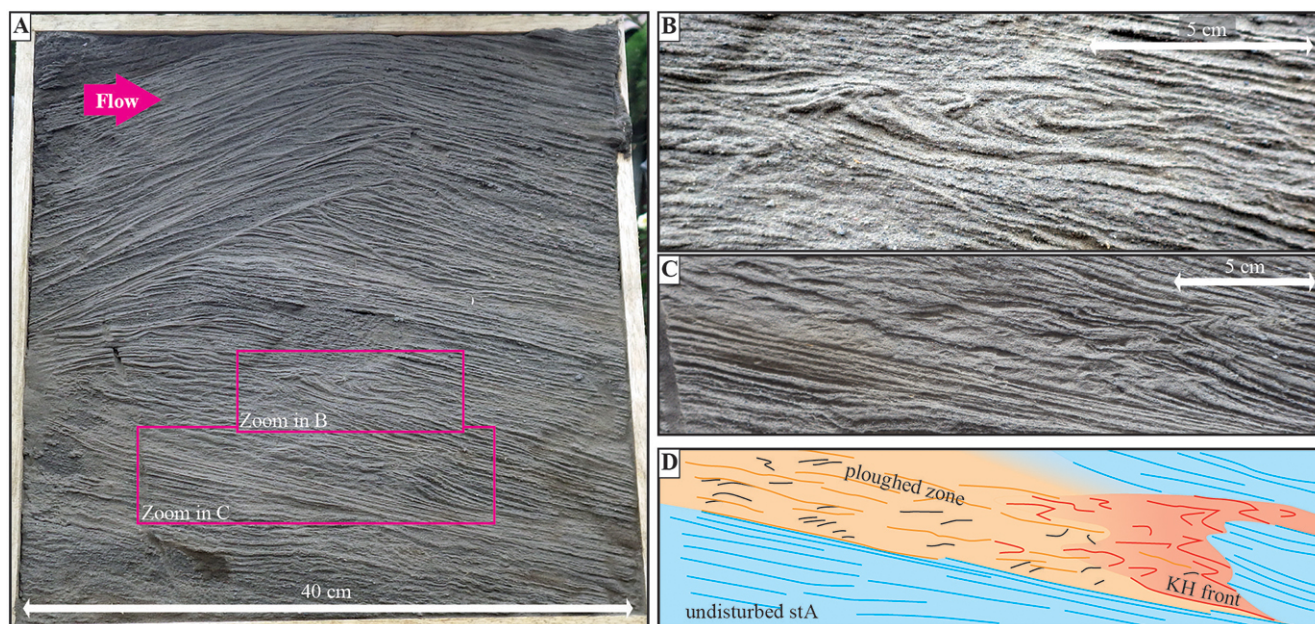 A
Flow
Zoom in B
Zoom in C
40 cm
B
5 cm
C
5 cm
D
ploughed zone
KH front
undisturbed stA